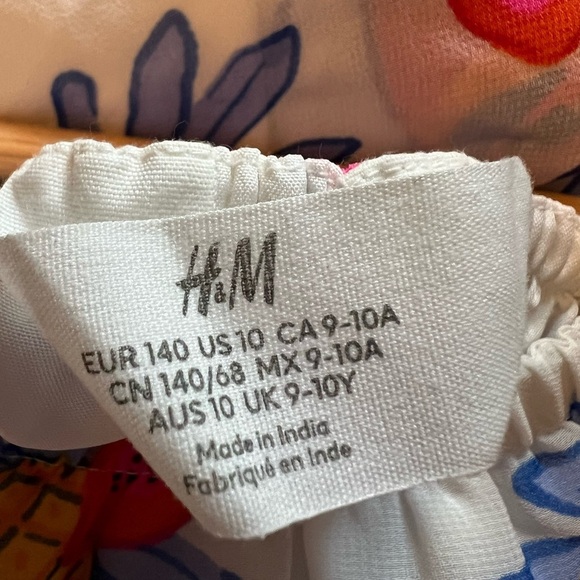 H&M
EUR 140 US 10 CA 9-10A
CN 140/68 MX 9-10A
AUS 10 UK 9-10Y
Made in India
Fabriqué en Inde